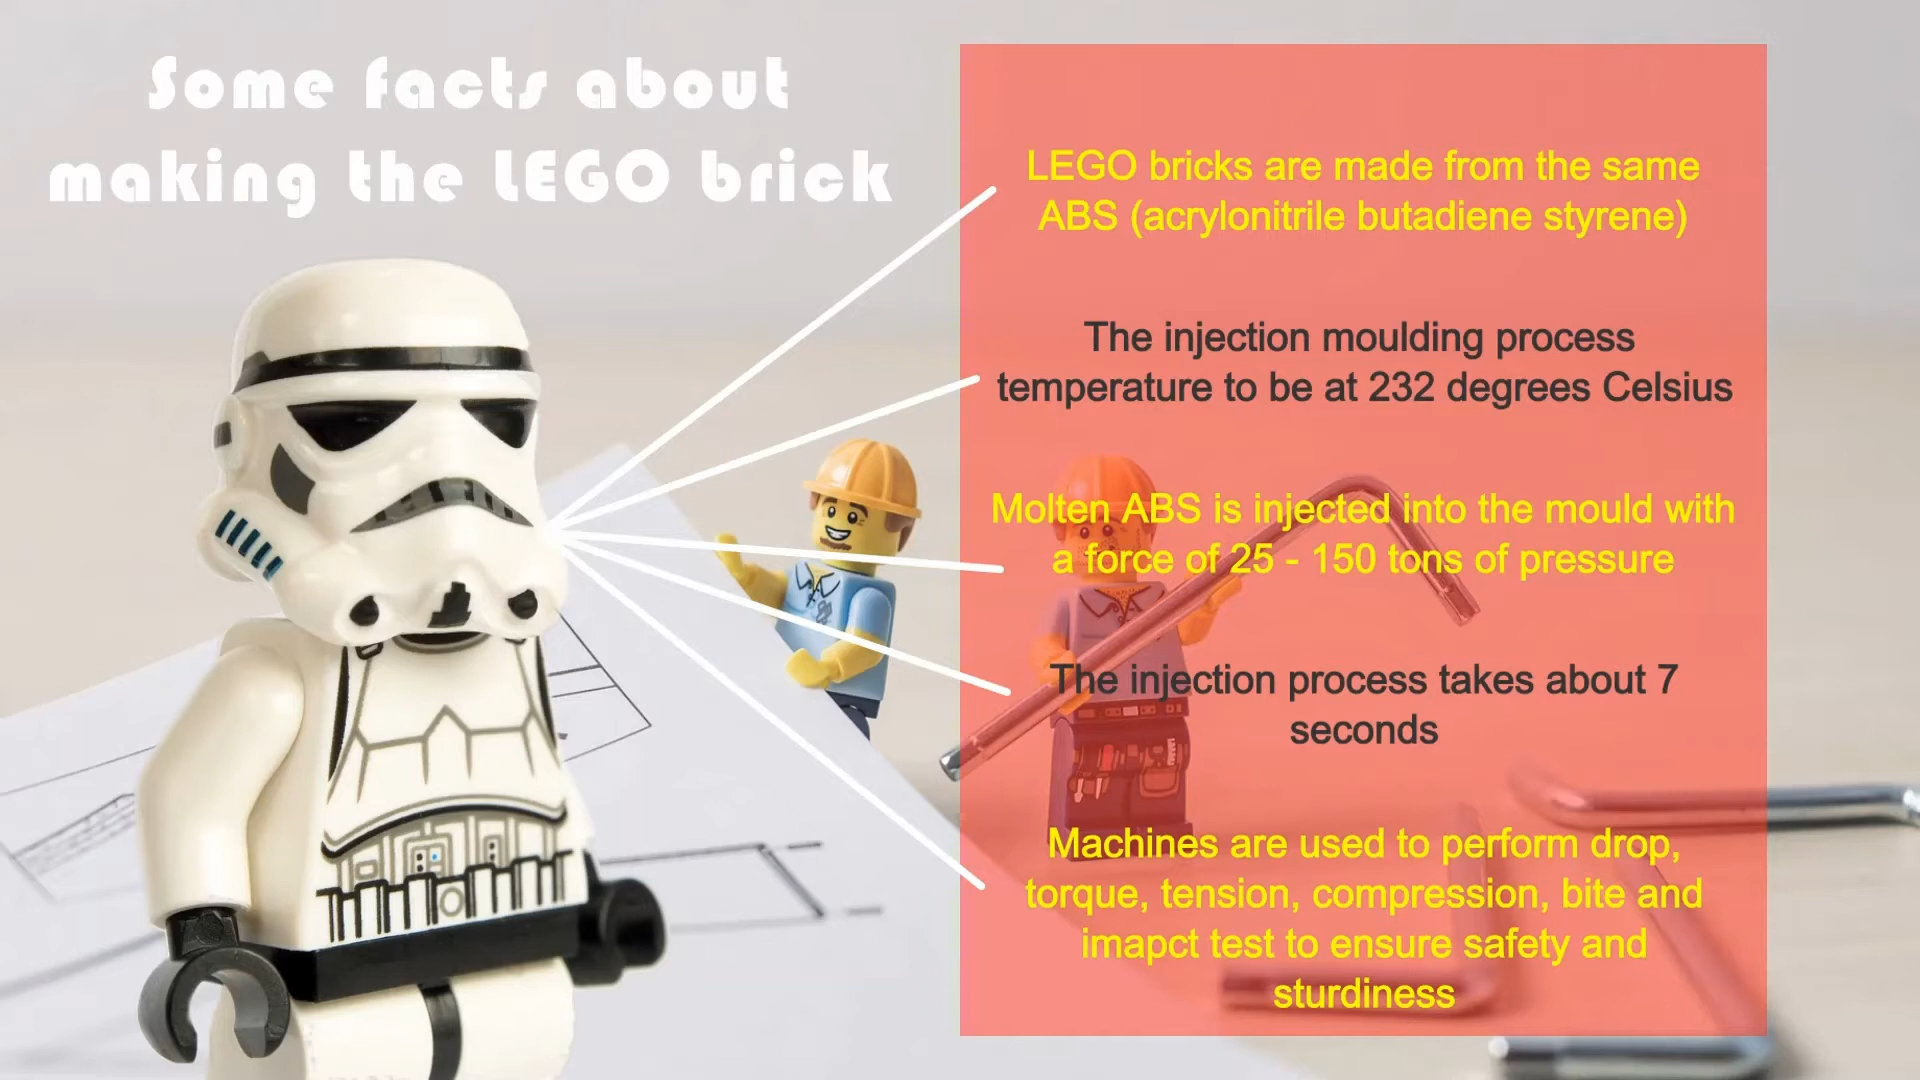 Some facts about
making the LEGO brick
LEGO bricks are made from the same
ABS (acrylonitrile butadiene styrene)
The injection moulding process
temperature to be at 232 degrees Celsius
Molten ABS is injected into the mould with
a force of 25 - 150 tons of pressure
The injection process takes about 7
seconds
Machines are used to perform drop,
torque, tension, compression, bite and
imapct test to ensure safety and
sturdiness